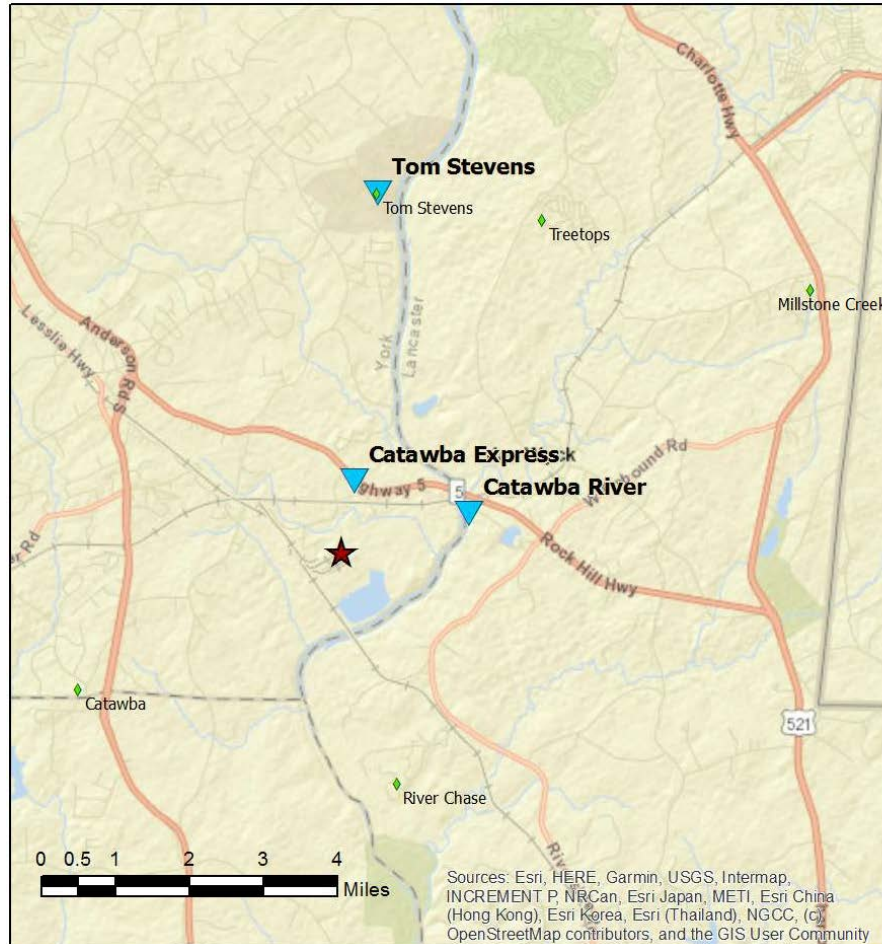 Charlotte Hwy
Tom Stevens
Tom Stevens
Treetops
Millstone Creek
Lesslie Hwy
Anderson Rd S
York
Lancaster
Catawba Express
Catawba River
5
Rock Hill Hwy
Catawba
521
River Chase
0 0.5 1 2 3 4
Miles
Sources: Esri, HERE, Garmin, USGS, Intermap,
INCREMENT P, NRCan, Esri Japan, METI, Esri China
(Hong Kong), Esri Korea, Esri (Thailand), NGCC, (c)
OpenStreetMap contributors, and the GIS User Community